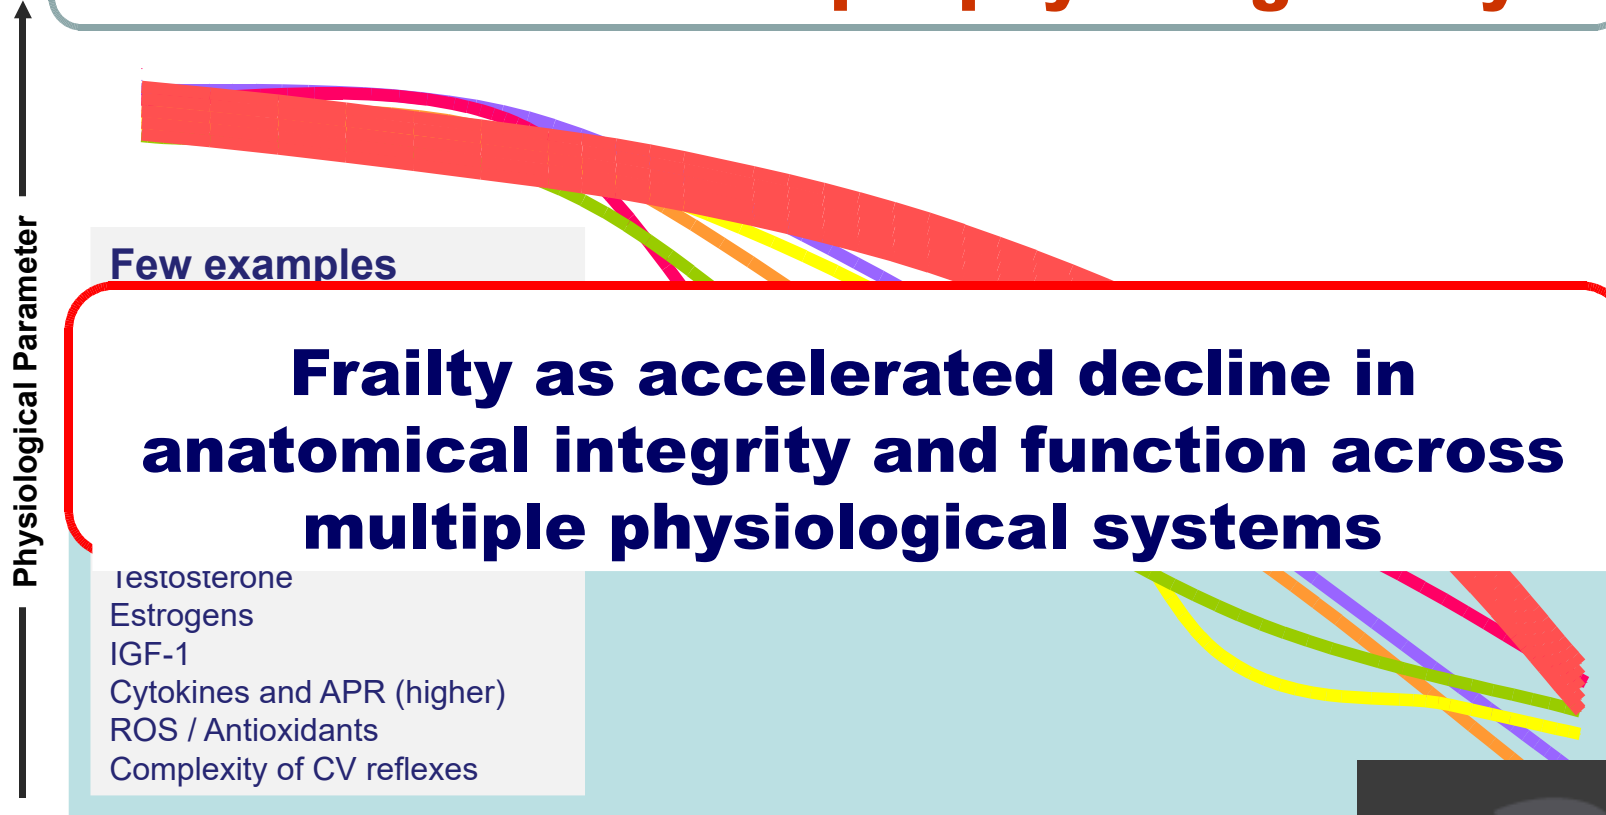 Physiological Parameter
Few examples
Frailty as accelerated decline in
anatomical integrity and function across
multiple physiological systems
Testosterone
Estrogens
IGF-1
Cytokines and APR (higher)
ROS / Antioxidants
Complexity of CV reflexes